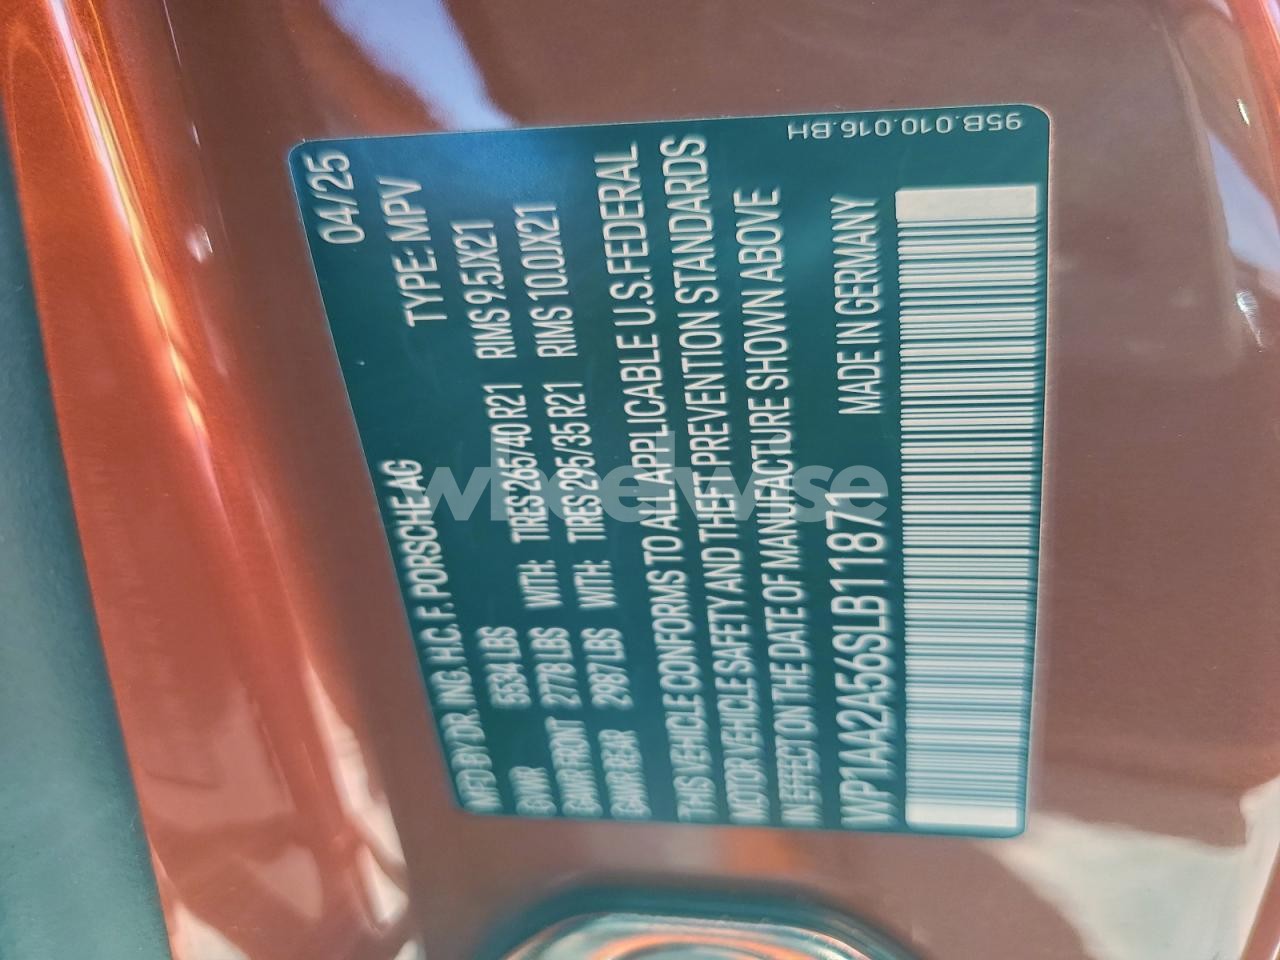 MFD BY DR. ING. H.C. F. PORSCHE AG 04/25
TYPE: MPV
GVWR 5534 LBS
GAWR FRONT 2778 LBS WITH: TIRES 265/40 R21 RIMS 9.5JX21
GAWR REAR 2987 LBS WITH: TIRES 295/35 R21 RIMS 10.0JX21
THIS VEHICLE CONFORMS TO ALL APPLICABLE U.S.FEDERAL
MOTOR VEHICLE SAFETY AND THEFT PREVENTION STANDARDS
IN EFFECT ON THE DATE OF MANUFACTURE SHOWN ABOVE
WP1AA2A56SLB11871 MADE IN GERMANY
95B.010.016.BH
wheelwise